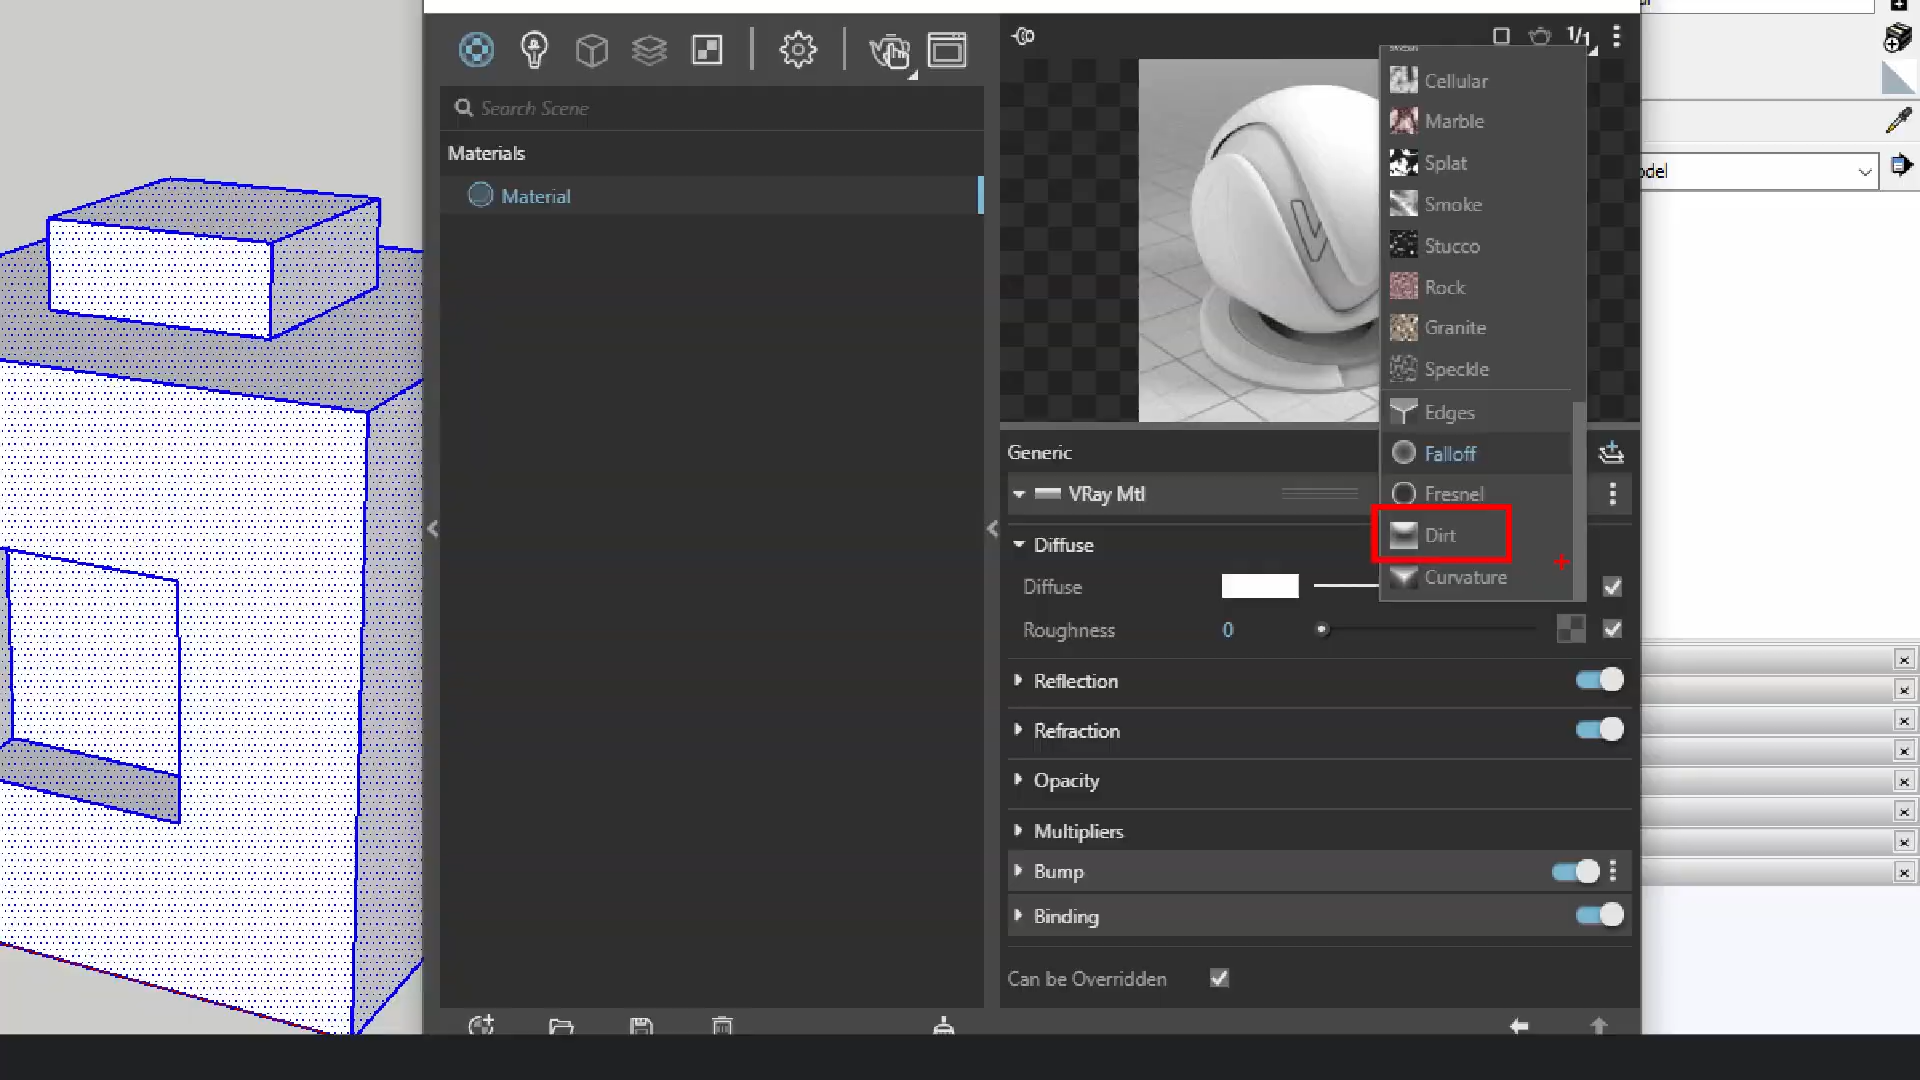 1/1
Search Scene
Materials
Material
Cellular
Marble
Splat
Smoke
Stucco
Rock
Granite
Speckle
Edges
Falloff
Fresnel
Dirt
Curvature
Generic
VRay Mtl
Diffuse
Diffuse
Roughness 0
Reflection
Refraction
Opacity
Multipliers
Bump
Binding
Can be Overridden